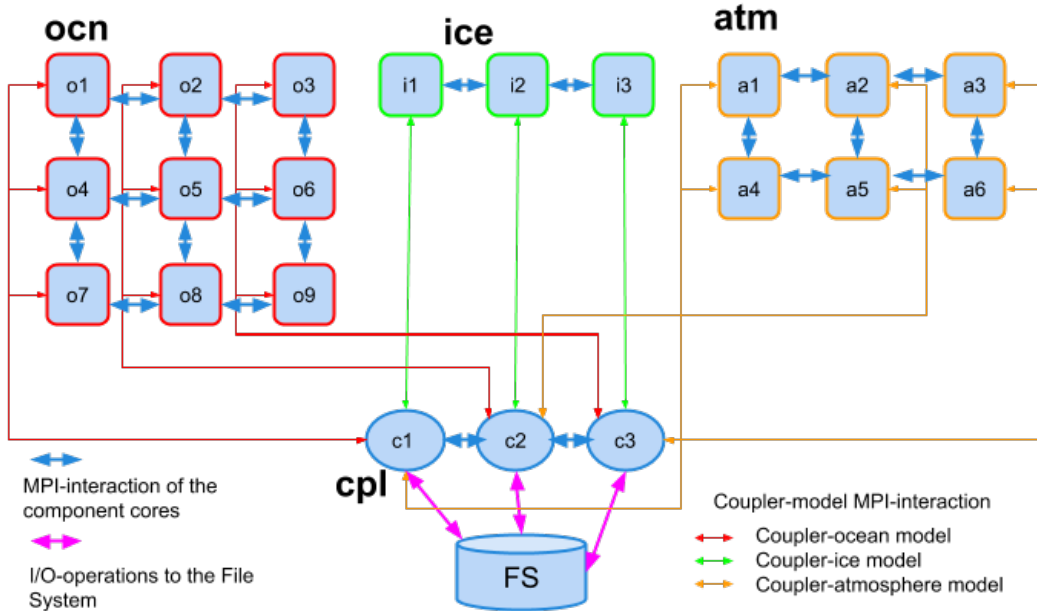 ocn
ice
atm
o1
o2
o3
i1
i2
i3
a1
a2
a3
o4
o5
o6
a4
a5
a6
o7
o8
o9
c1
c2
c3
cpl
FS
MPI-interaction of the
component cores
I/O-operations to the File
System
Coupler-model MPI-interaction
Coupler-ocean model
Coupler-ice model
Coupler-atmosphere model